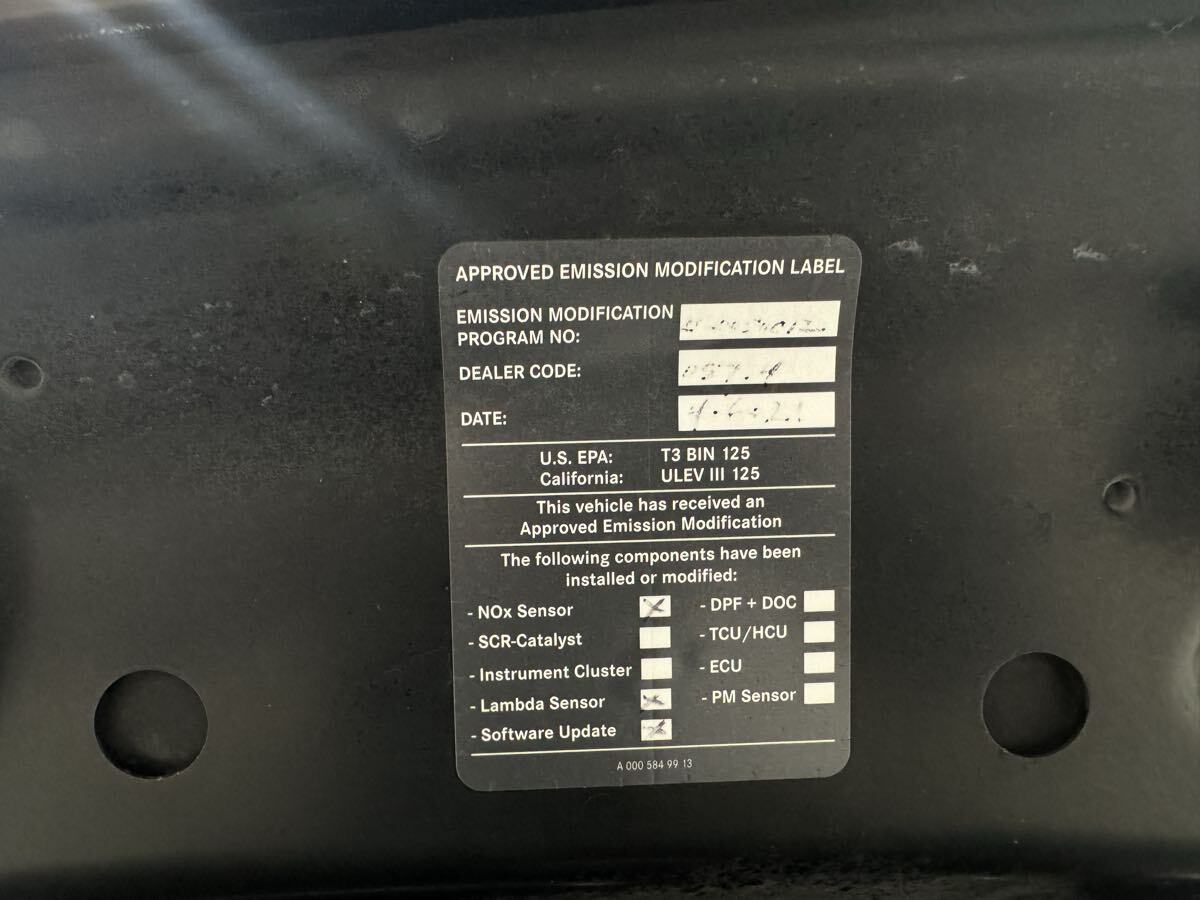 APPROVED EMISSION MODIFICATION LABEL
EMISSION MODIFICATION
PROGRAM NO:
DEALER CODE:
DATE:
U.S. EPA: T3 BIN 125
California: ULEV III 125
This vehicle has received an
Approved Emission Modification
The following components have been
installed or modified:
- NOx Sensor - DPF + DOC
- SCR-Catalyst - TCU/HCU
- Instrument Cluster - ECU
- Lambda Sensor - PM Sensor
- Software Update
A 000 584 99 13